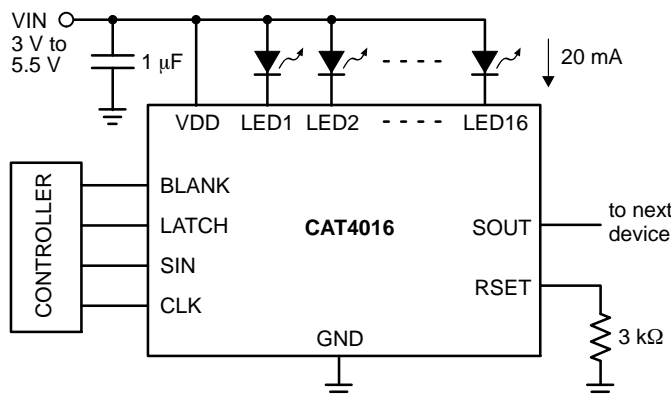 VIN
3 V to
5.5 V
1 μF
20 mA
VDD LED1 LED2 LED16
CONTROLLER
BLANK
LATCH
SIN
CLK
CAT4016
SOUT
RSET
GND
to next
device
3 kΩ